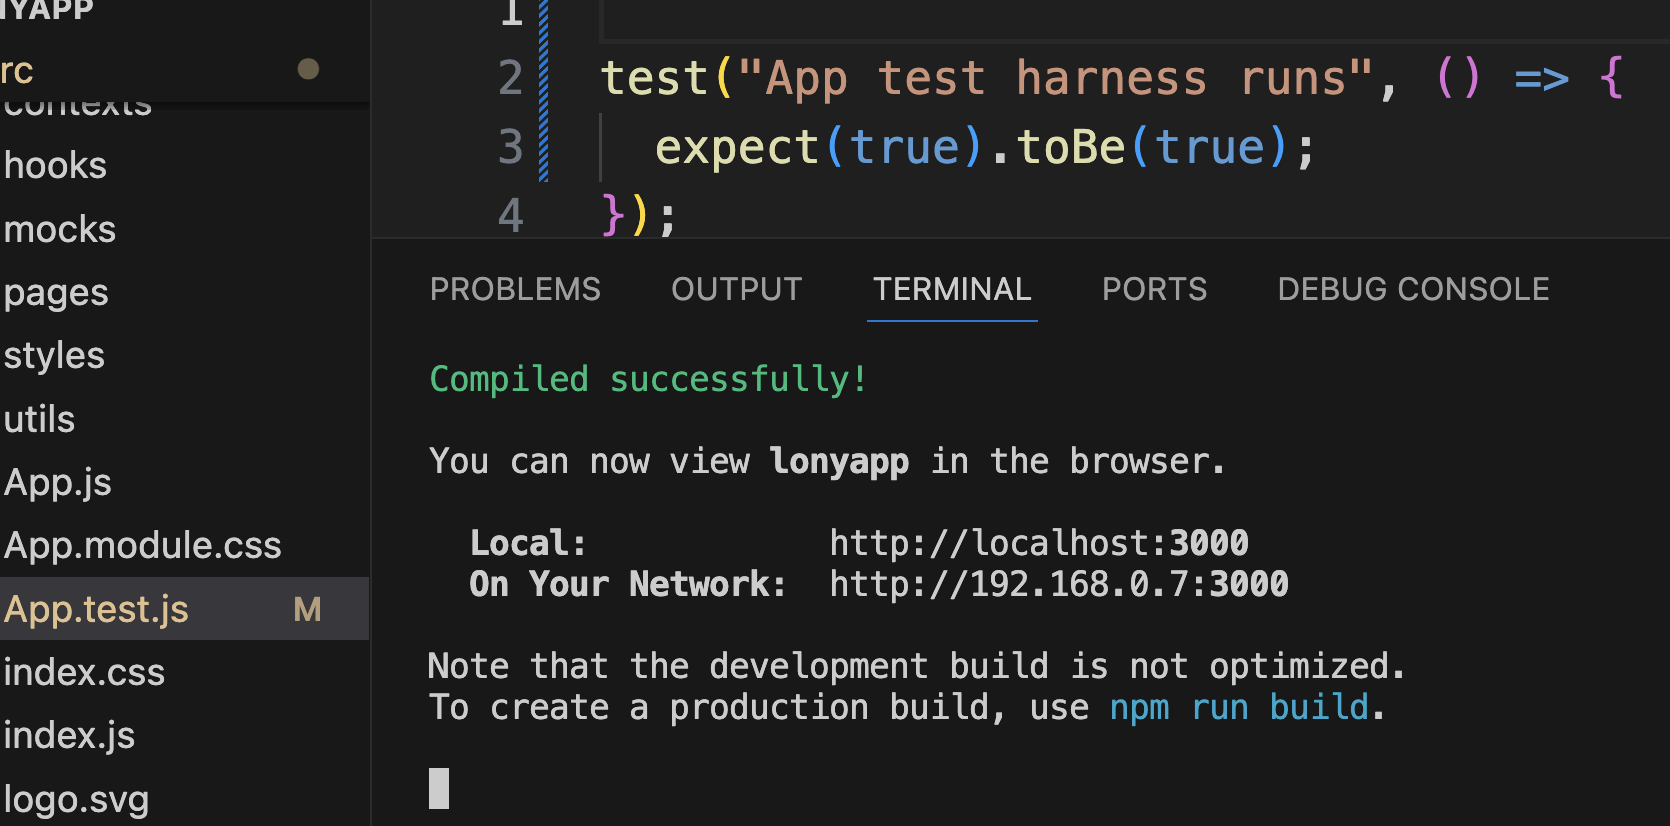 rc
contexts
hooks
mocks
pages
styles
utils
App.js
App.module.css
App.test.js M
index.css
index.js
logo.svg
1
2 test("App test harness runs", () => {
3 expect(true).toBe(true);
4 });
PROBLEMS OUTPUT TERMINAL PORTS DEBUG CONSOLE
Compiled successfully!
You can now view lonyapp in the browser.
Local: http://localhost:3000
On Your Network: http://192.168.0.7:3000
Note that the development build is not optimized.
To create a production build, use npm run build.